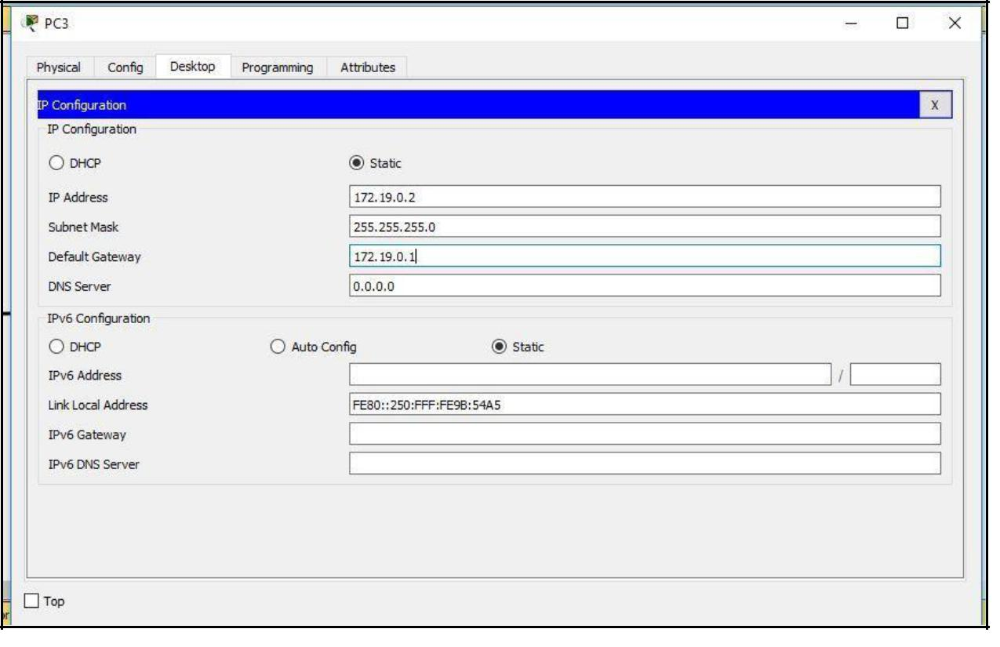 PC3
Physical Config Desktop Programming Attributes
IP Configuration X
IP Configuration
DHCP Static
IP Address 172.19.0.2
Subnet Mask 255.255.255.0
Default Gateway 172.19.0.1
DNS Server 0.0.0.0
IPv6 Configuration
DHCP Auto Config Static
IPv6 Address /
Link Local Address FE80::250:FFF:FE9B:54A5
IPv6 Gateway
IPv6 DNS Server
Top